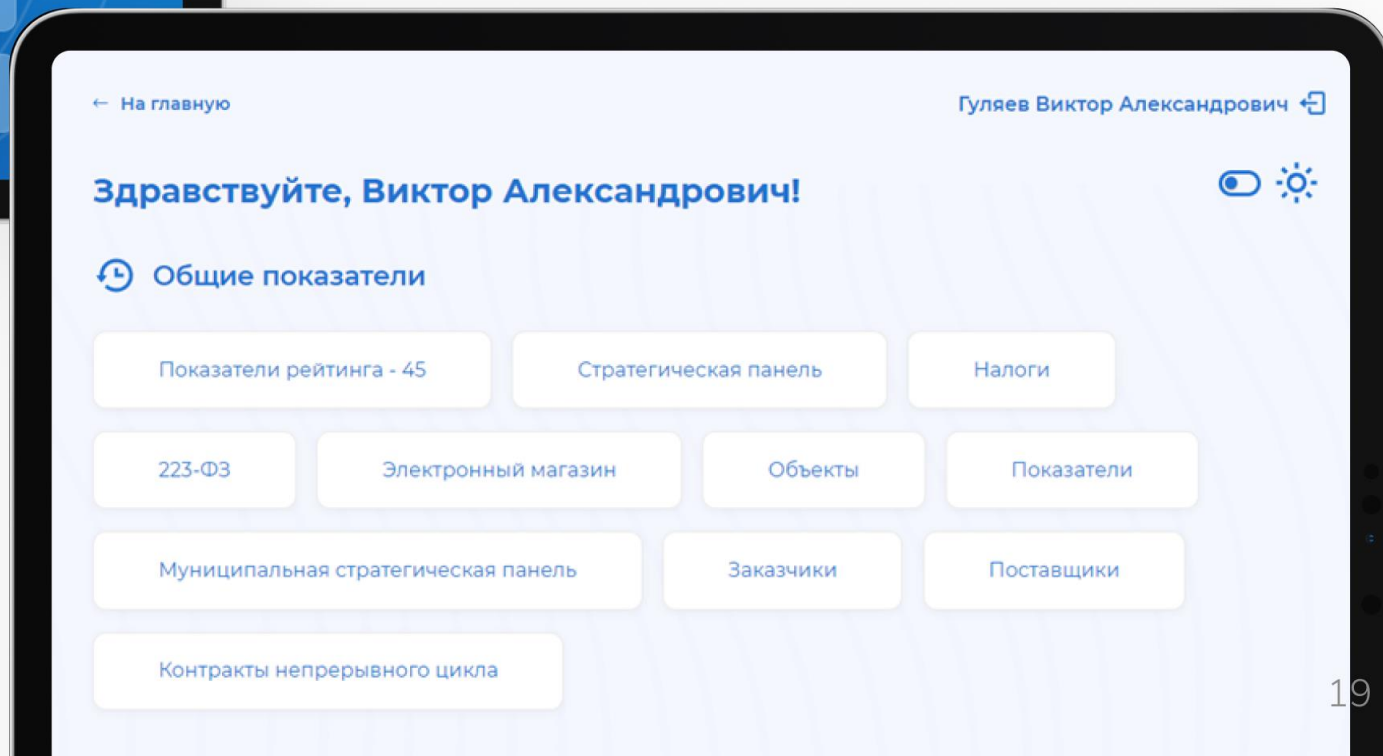 ← На главную
Гуляев Виктор Александрович
Здравствуйте, Виктор Александрович!
Общие показатели
Показатели рейтинга - 45
Стратегическая панель
Налоги
223-ФЗ
Электронный магазин
Объекты
Показатели
Муниципальная стратегическая панель
Заказчики
Поставщики
Контракты непрерывного цикла
19